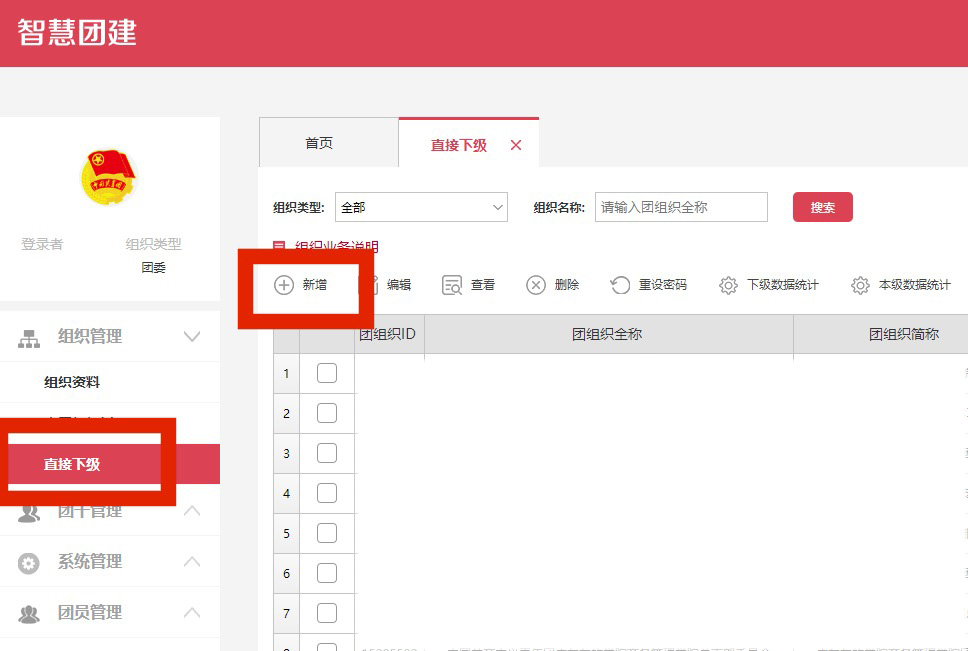 智慧团建
首页
直接下级
登录者
组织类型
团委
组织类型:
全部
组织名称:
请输入团组织全称
搜索
组织业务说明
新增
编辑
查看
删除
重设密码
下级数据统计
本级数据统计
团组织ID
团组织全称
团组织简称
1
2
3
4
5
6
7
组织管理
组织资料
直接下级
团干管理
系统管理
团员管理